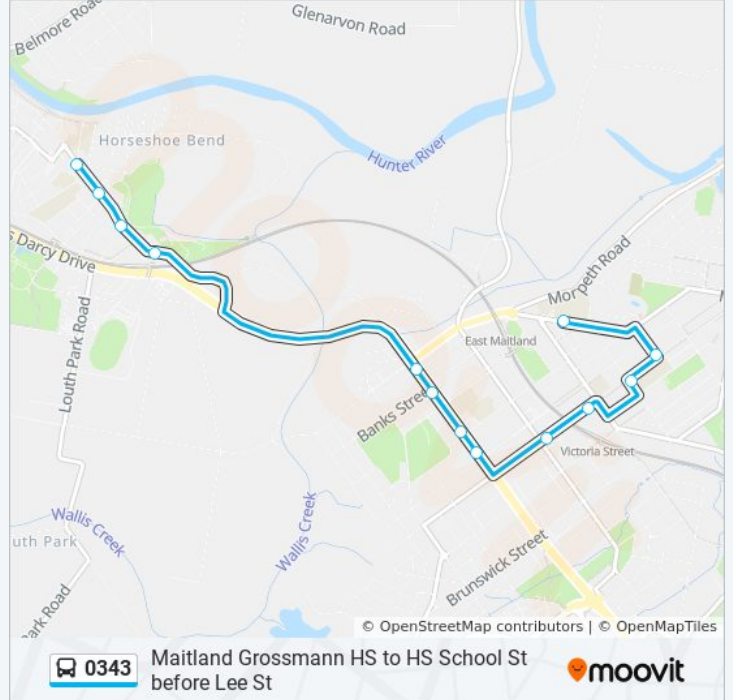 Belmore Road
Glenarvon Road
Horseshoe Bend
Hunter River
s Darcy Drive
Morpeth Road
Louth Park Road
East Maitland
Banks Street
Victoria Street
Wallis Creek
Wallis Creek
uth Park
Brunswick Street
ark Road
© OpenStreetMap contributors | © OpenMapTiles
0343
Maitland Grossmann HS to HS School St
before Lee St
moovit